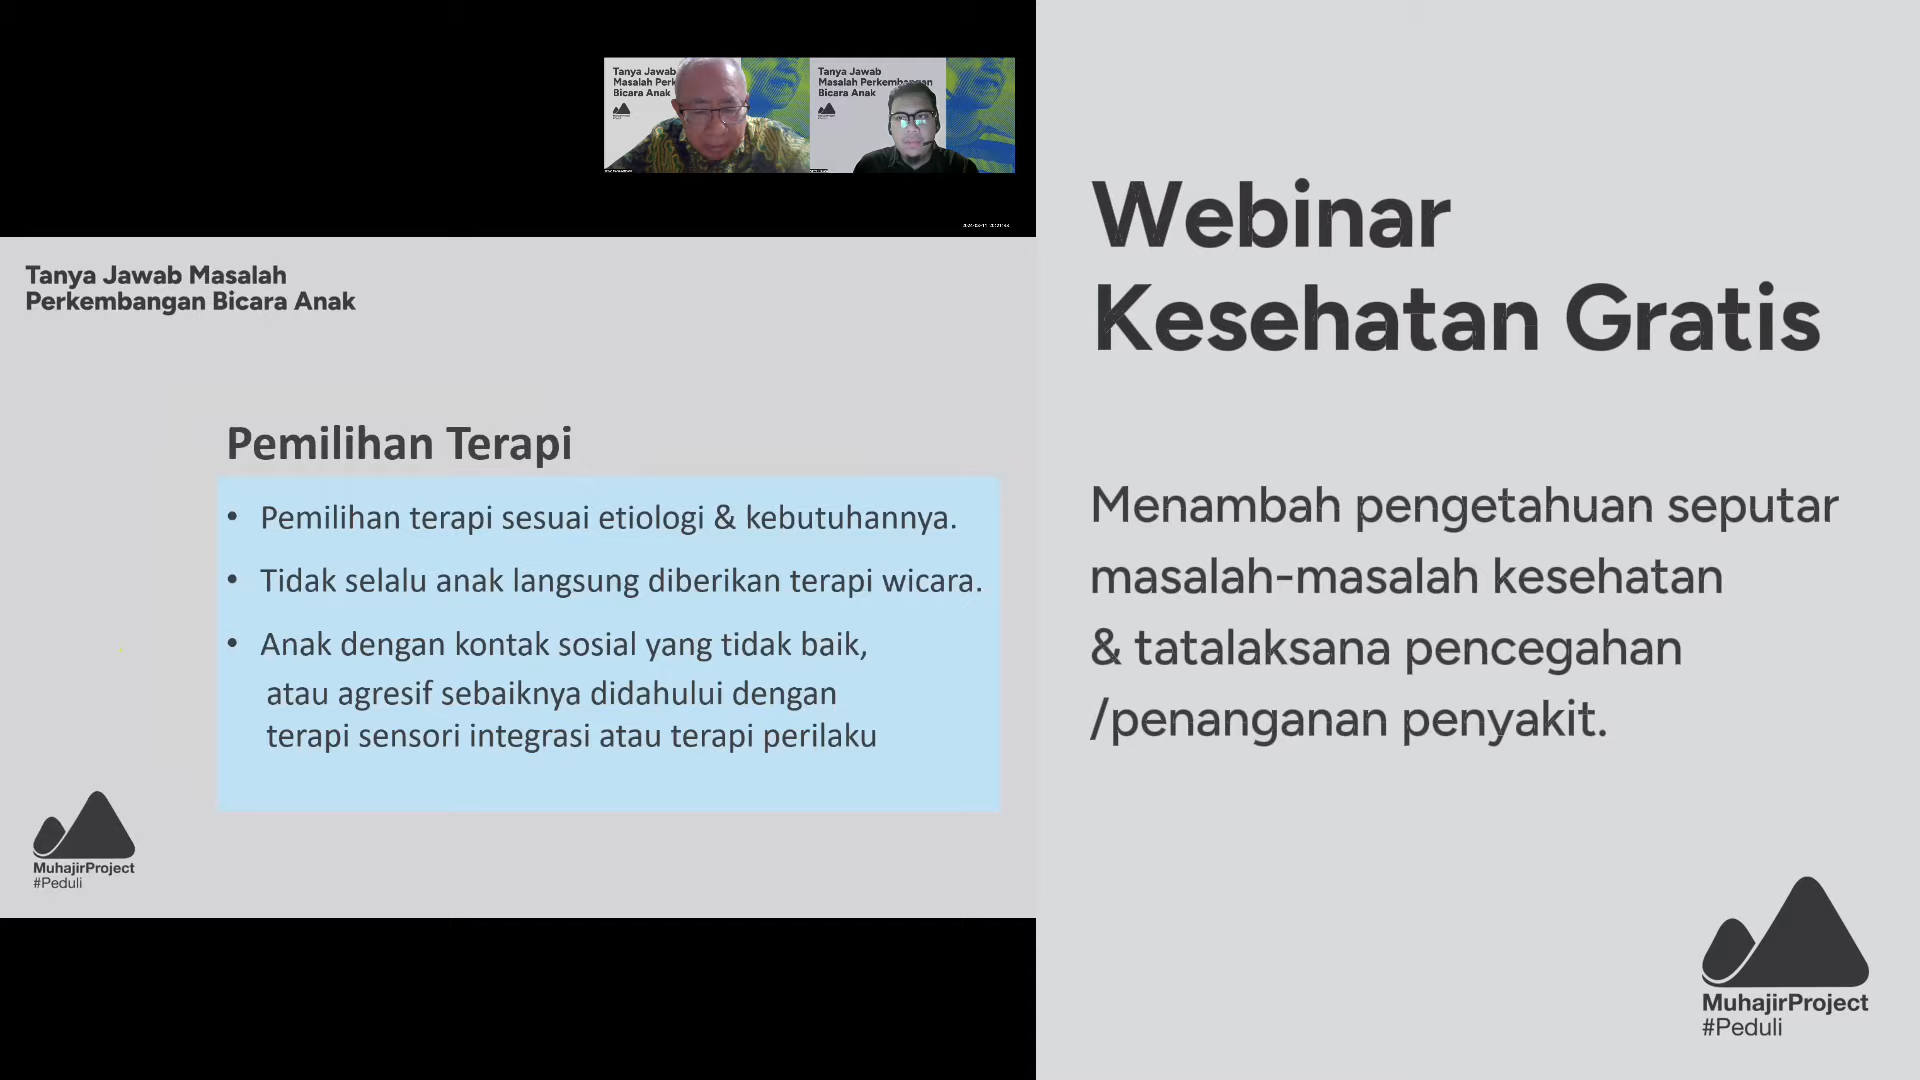 Tanya Jawab
Masalah Perk
Bicara Anak
Tanya Jawab
Masalah Perkembangan
Bicara Anak
Tanya Jawab Masalah
Perkembangan Bicara Anak
Pemilihan Terapi
• Pemilihan terapi sesuai etiologi & kebutuhannya.
• Tidak selalu anak langsung diberikan terapi wicara.
• Anak dengan kontak sosial yang tidak baik,
atau agresif sebaiknya didahului dengan
terapi sensori integrasi atau terapi perilaku
MuhajirProject
#Peduli
Webinar
Kesehatan Gratis
Menambah pengetahuan seputar
masalah-masalah kesehatan
& tatalaksana pencegahan
/penanganan penyakit.
MuhajirProject
#Peduli